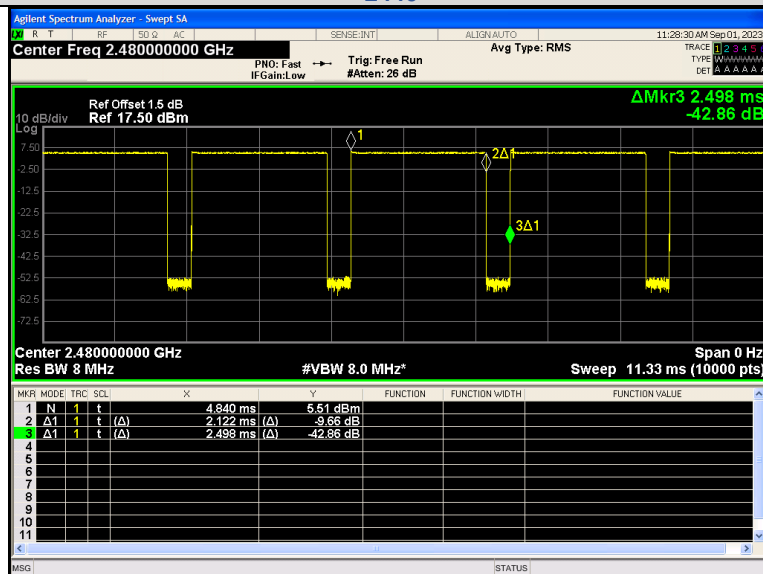 Agilent Spectrum Analyzer - Swept SA
LXI R T RF 50 Ω AC SENSE:INT ALIGNAUTO 11:28:30 AM Sep 01, 2023
Center Freq 2.480000000 GHz Avg Type: RMS TRACE 1 2 3 4 5
PNO: Fast Trig: Free Run TYPE W
IFGain:Low #Atten: 26 dB DET A A A A A
ΔMkr3 2.498 ms
Ref Offset 1.5 dB
10 dB/div Ref 17.50 dBm -42.86 dB
Log
1
7.50
2Δ1
-2.50
-12.5
-22.5
3Δ1
-32.5
-42.5
-52.5
-62.5
-72.5
Center 2.480000000 GHz Span 0 Hz
Res BW 8 MHz #VBW 8.0 MHz* Sweep 11.33 ms (10000 pts)
MKR MODE TRC SCL X Y FUNCTION FUNCTION WIDTH FUNCTION VALUE
1 N 1 t 4.840 ms 5.51 dBm
2 Δ1 1 t (Δ) 2.122 ms (Δ) -9.66 dB
3 Δ1 1 t (Δ) 2.498 ms (Δ) -42.86 dB
4
5
6
7
8
9
10
11
MSG STATUS